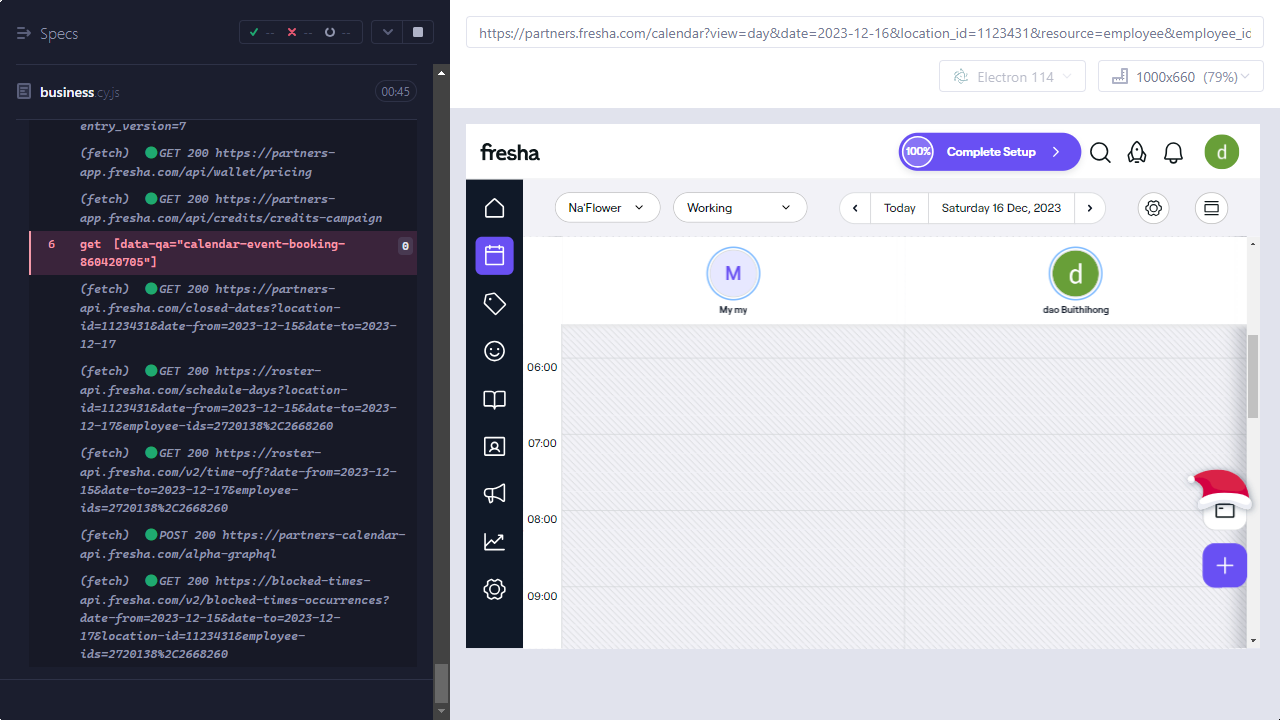 Specs
--
--
--
business.cy.js
00:45
entry_version=7
(fetch) GET 200 https://partners-
app.fresha.com/api/wallet/pricing
(fetch) GET 200 https://partners-
app.fresha.com/api/credits/credits-campaign
6 get [data-qa="calendar-event-booking-
860420705"]
0
(fetch) GET 200 https://partners-
api.fresha.com/closed-dates?location-
id=1123431&date-from=2023-12-15&date-to=2023-
12-17
(fetch) GET 200 https://roster-
api.fresha.com/schedule-days?location-
id=1123431&date-from=2023-12-15&date-to=2023-
12-17&employee-ids=2720138%2C2668260
(fetch) GET 200 https://roster-
api.fresha.com/v2/time-off?date-from=2023-12-
15&date-to=2023-12-17&employee-
ids=2720138%2C2668260
(fetch) POST 200 https://partners-calendar-
api.fresha.com/alpha-graphql
(fetch) GET 200 https://blocked-times-
api.fresha.com/v2/blocked-times-occurrences?
date-from=2023-12-15&date-to=2023-12-
17&location-id=1123431&employee-
ids=2720138%2C2668260
https://partners.fresha.com/calendar?view=day&date=2023-12-16&location_id=1123431&resource=employee&employee_id
Electron 114
1000x660 (79%)
fresha
100% Complete Setup
d
Na'Flower
Working
Today
Saturday 16 Dec, 2023
M
My my
d
dao Buithihong
06:00
07:00
08:00
09:00